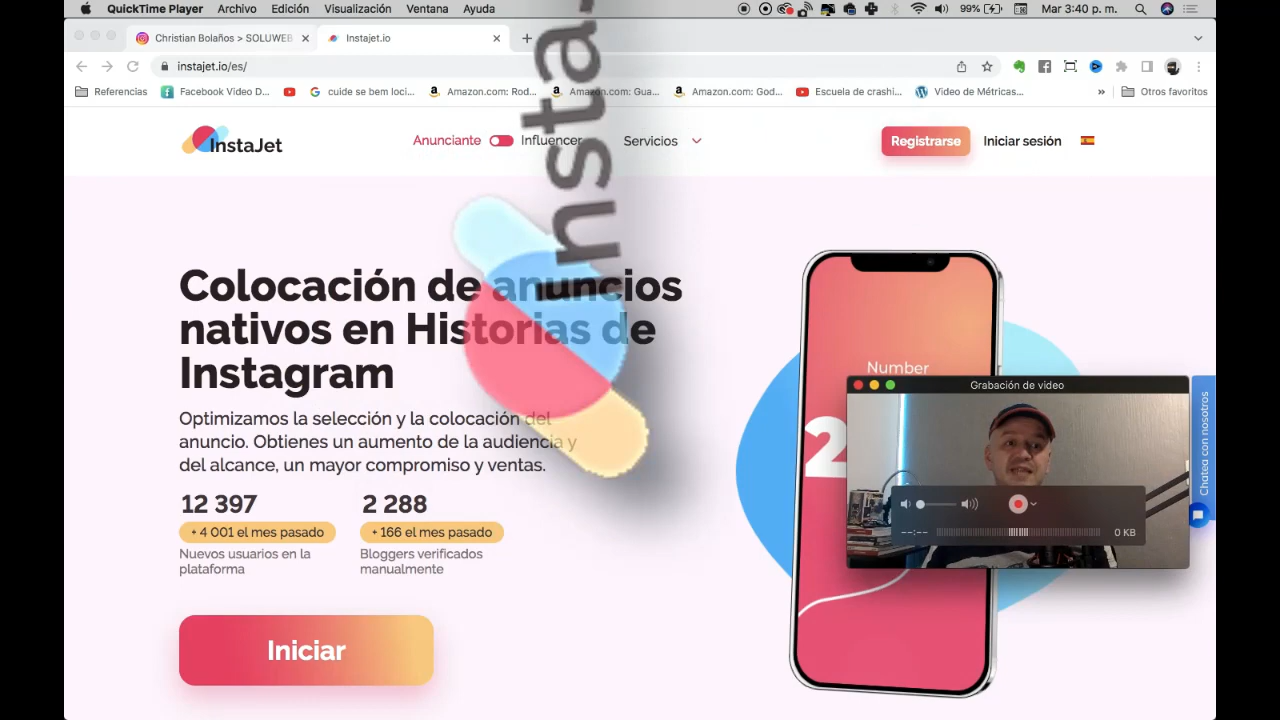 QuickTime Player Archivo Edición Visualización Ventana Ayuda 99% Mar 3:40 p. m.
Christian Bolaños > SOLUWEB Instajet.io
instajet.io/es/
Referencias Facebook Video D... cuide se bem loci... Amazon.com: Rod... Amazon.com: Gua... Amazon.com: God... Escuela de crashi... Video de Métricas... » Otros favoritos
InstaJet Anunciante Influencer Servicios Registrarse Iniciar sesión
Insta
Colocación de anuncios
nativos en Historias de
Instagram
Optimizamos la selección y la colocación del
anuncio. Obtienes un aumento de la audiencia y
del alcance, un mayor compromiso y ventas.
12 397 2 288
+ 4 001 el mes pasado + 166 el mes pasado
Nuevos usuarios en la
plataforma
Bloggers verificados
manualmente
Iniciar
Number
2
Grabación de video
--:-- 0 KB
Chatea con nosotros